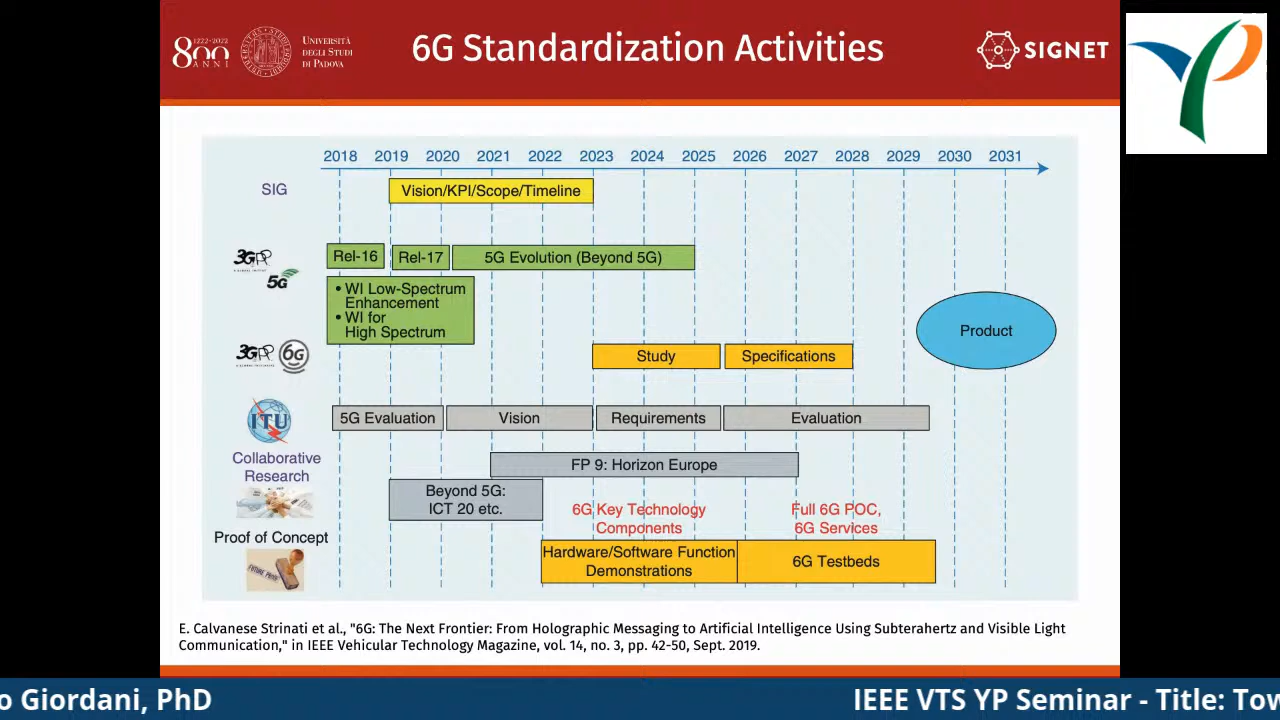 1222-2022
800
ANNI
UNIVERSITÀ
DEGLI STUDI
DI PADOVA
6G Standardization Activities
SIGNET
2018 2019 2020 2021 2022 2023 2024 2025 2026 2027 2028 2029 2030 2031
SIG
Vision/KPI/Scope/Timeline
3GPP
5G
Rel-16
Rel-17
5G Evolution (Beyond 5G)
• WI Low-Spectrum
Enhancement
• WI for
High Spectrum
Product
3GPP
6G
Study
Specifications
ITU
5G Evaluation
Vision
Requirements
Evaluation
Collaborative
Research
FP 9: Horizon Europe
Beyond 5G:
ICT 20 etc.
6G Key Technology
Components
Full 6G POC,
6G Services
Proof of Concept
Hardware/Software Function
Demonstrations
6G Testbeds
E. Calvanese Strinati et al., "6G: The Next Frontier: From Holographic Messaging to Artificial Intelligence Using Subterahertz and Visible Light
Communication," in IEEE Vehicular Technology Magazine, vol. 14, no. 3, pp. 42-50, Sept. 2019.
o Giordani, PhD
IEEE VTS YP Seminar - Title: Tow